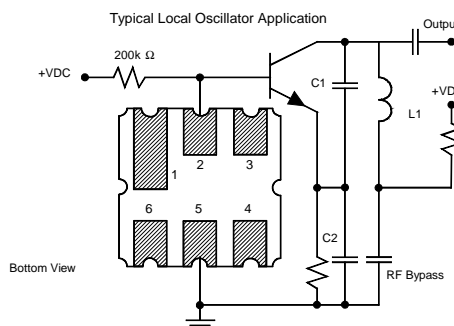 Typical Local Oscillator Application
Output
200k Ω
C1
+VDC
+VD
L1
1
2
3
6
5
4
C2
Bottom View
RF Bypass